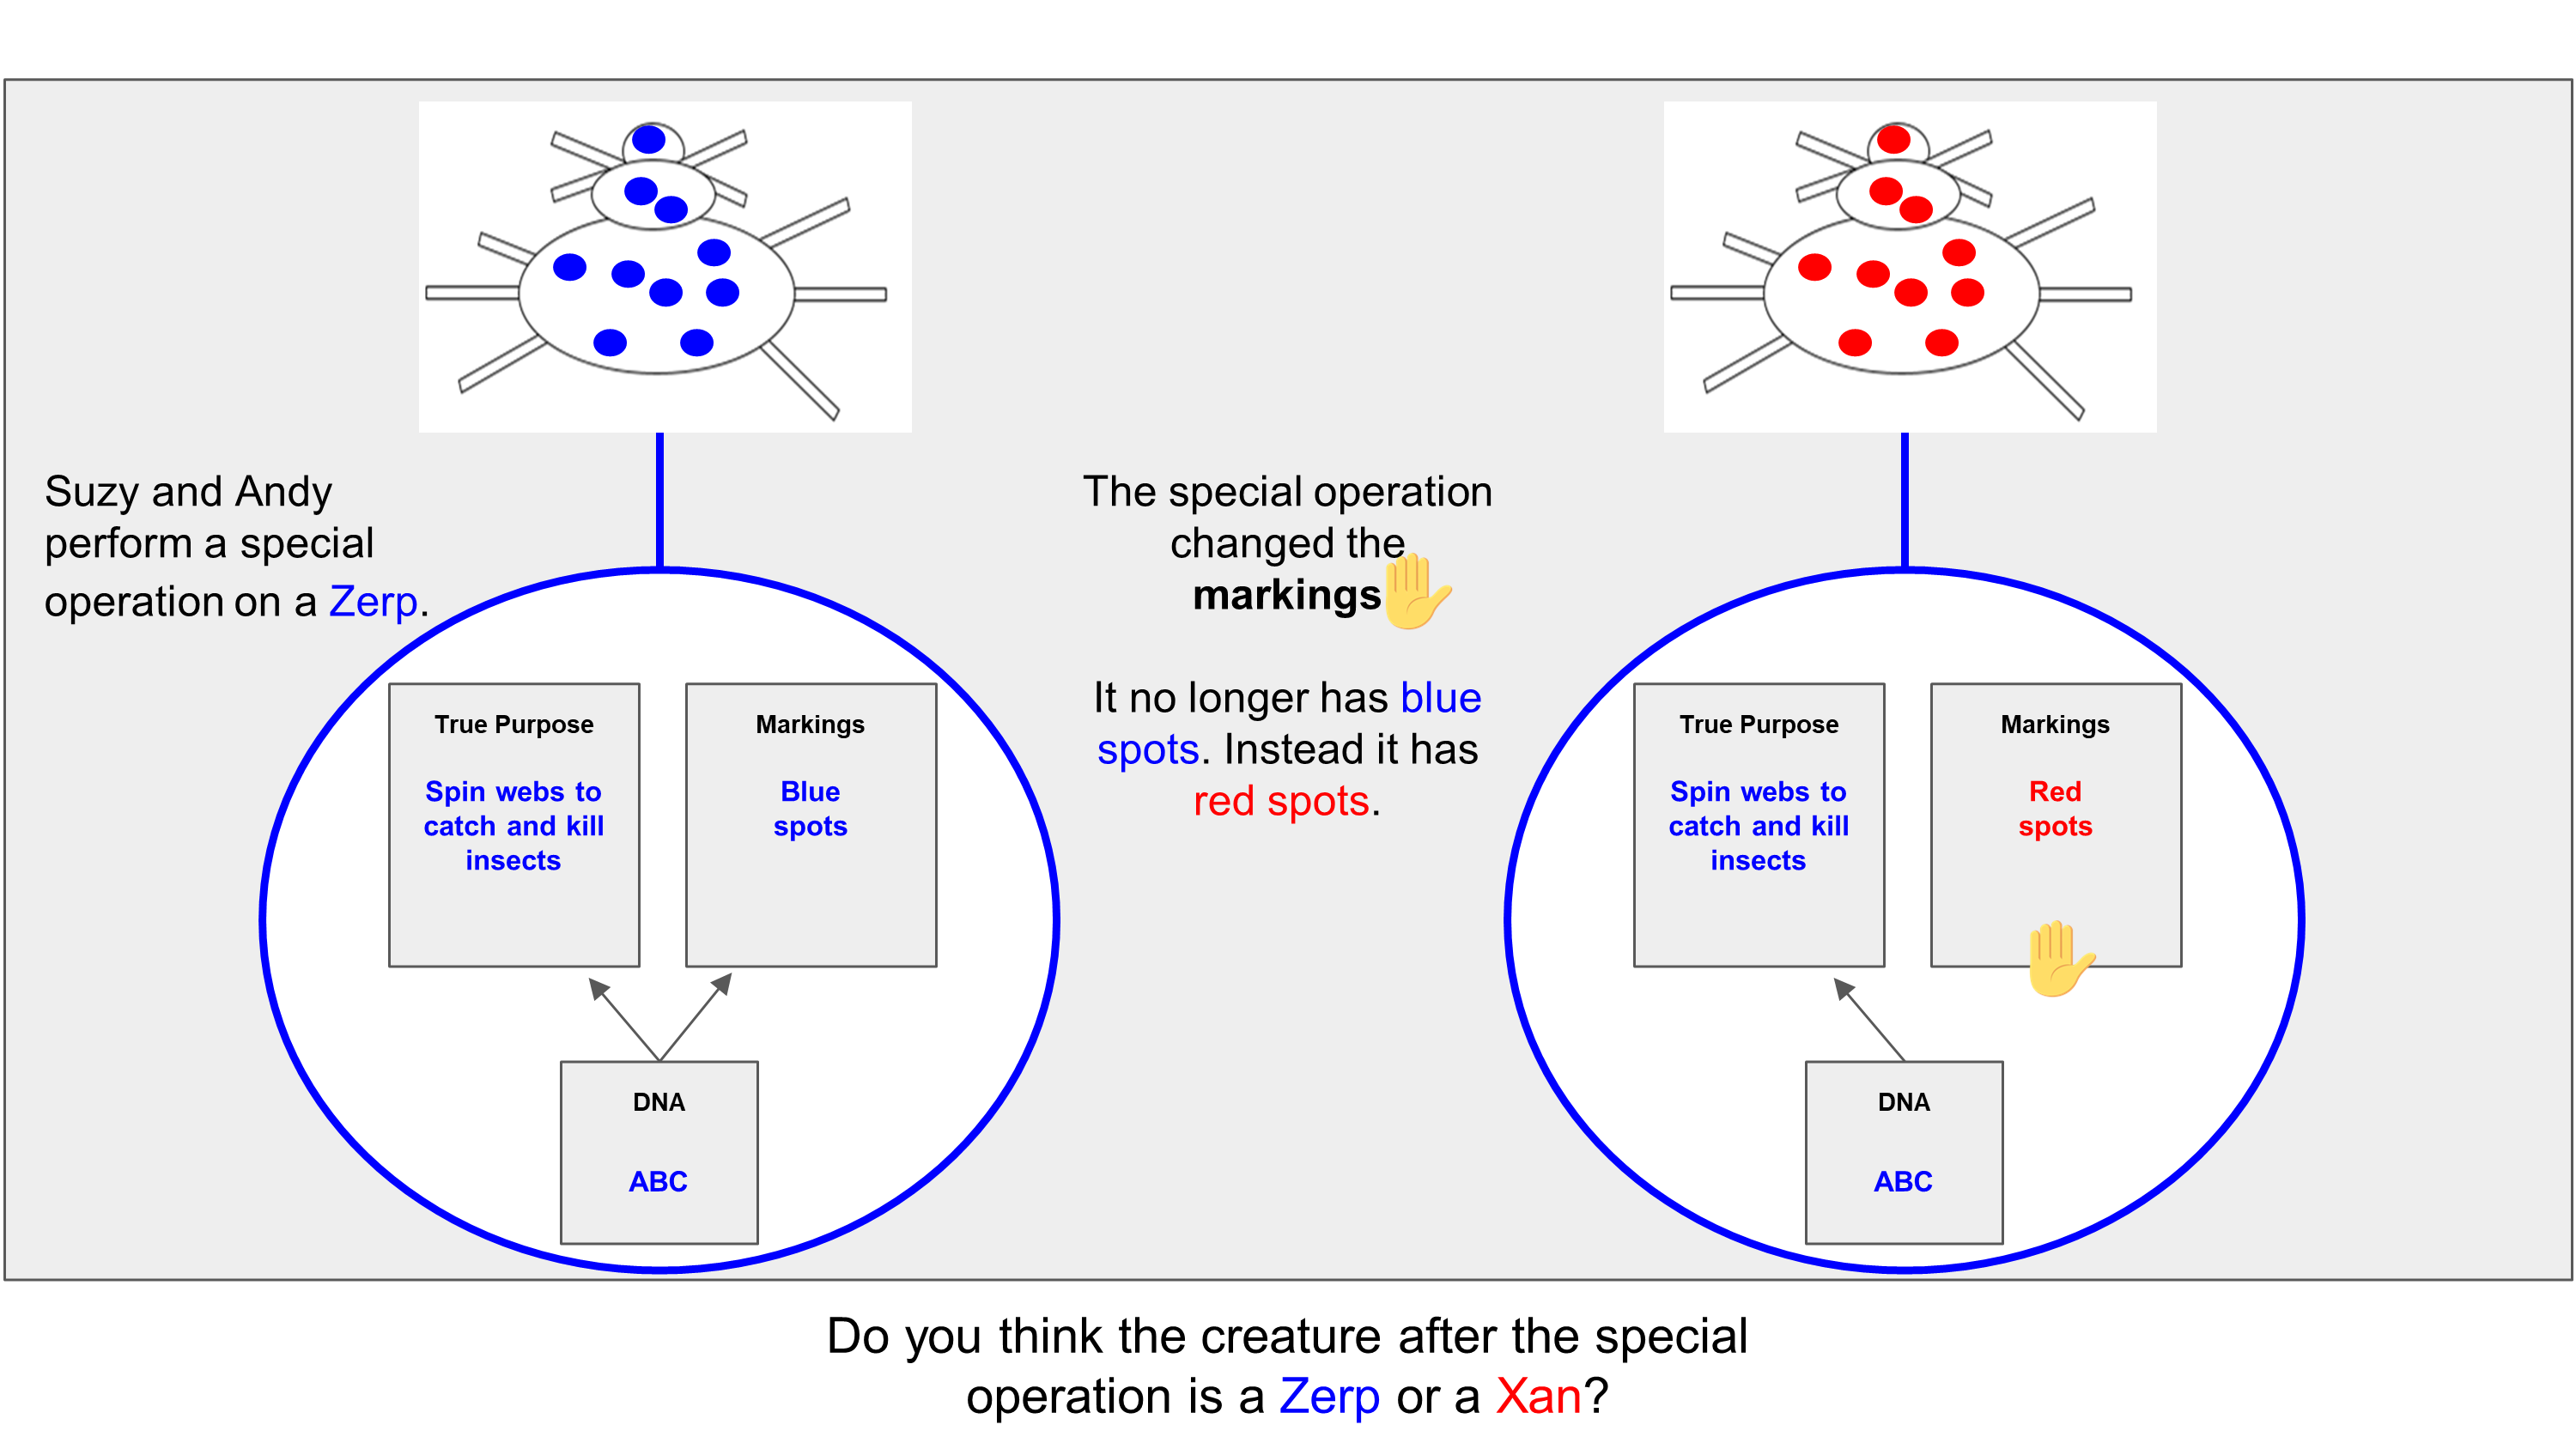 Suzy and Andy
perform a special
operation on a Zerp.
True Purpose
Spin webs to
catch and kill
insects
Markings
Blue
spots
DNA
ABC
The special operation
changed the
markings
It no longer has blue
spots. Instead it has
red spots.
True Purpose
Spin webs to
catch and kill
insects
Markings
Red
spots
DNA
ABC
Do you think the creature after the special
operation is a Zerp or a Xan?